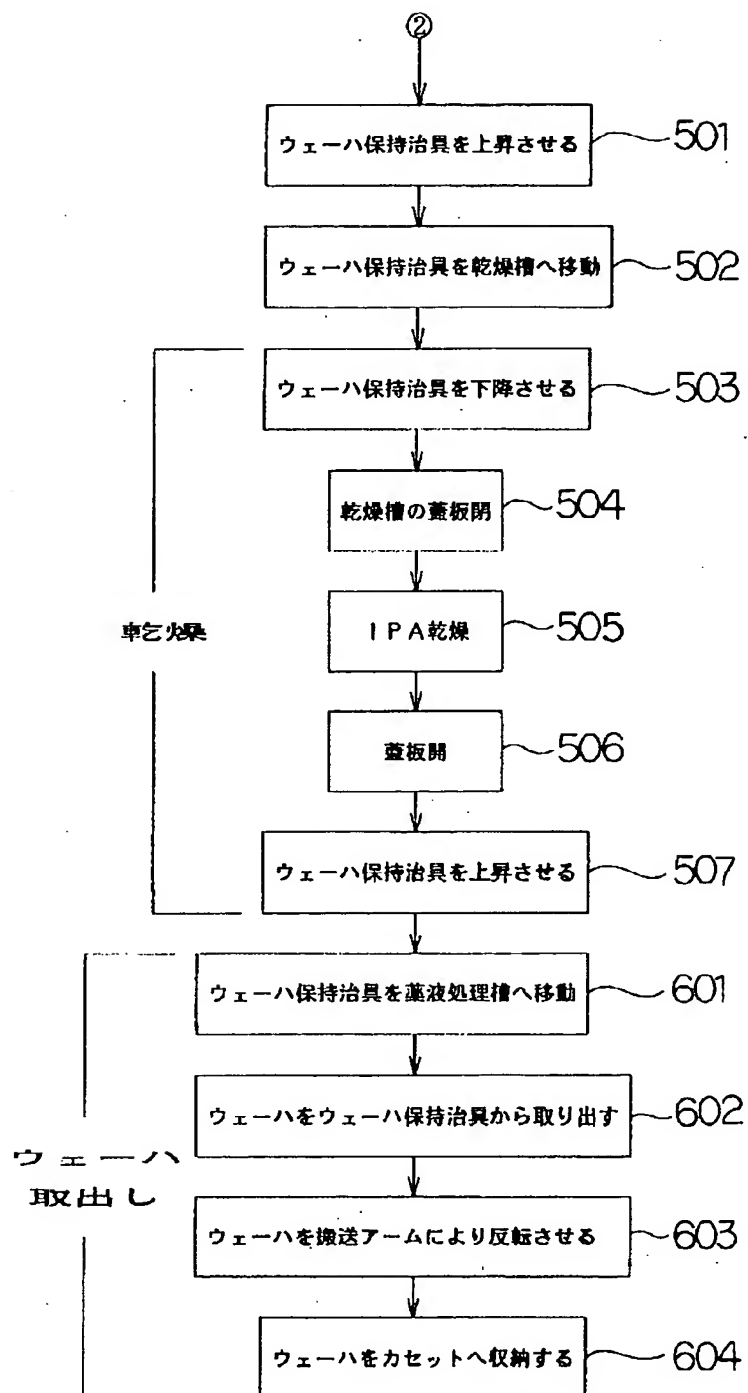 ②
ウェーハ保持治具を上昇させる 501
ウェーハ保持治具を乾燥槽へ移動 502
ウェーハ保持治具を下降させる 503
乾燥槽の蓋板閉 504
乾燥
IPA乾燥 505
蓋板開 506
ウェーハ保持治具を上昇させる 507
ウェーハ保持治具を薬液処理槽へ移動 601
ウェーハをウェーハ保持治具から取り出す 602
ウェーハ
取出し
ウェーハを搬送アームにより反転させる 603
ウェーハをカセットへ収納する 604